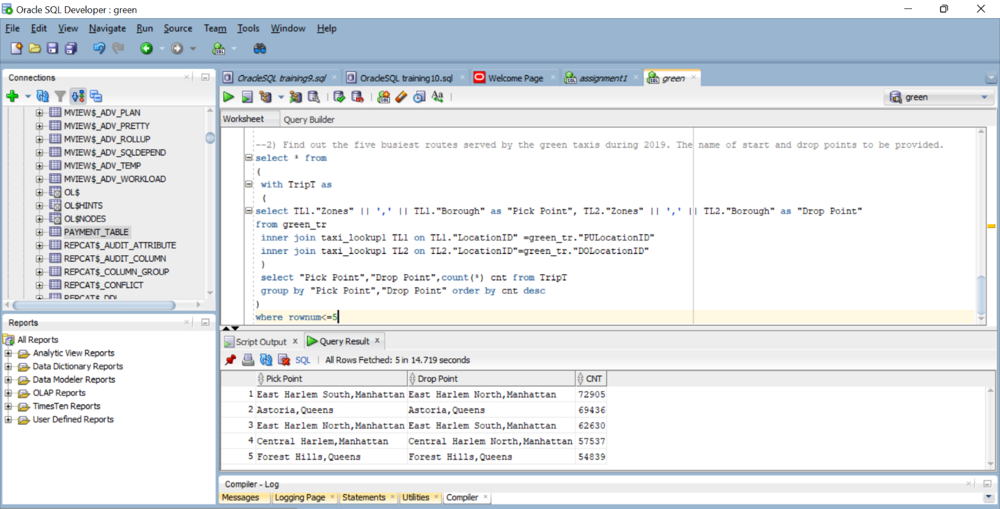 Oracle SQL Developer : green
File Edit View Navigate Run Source Team Tools Window Help
Connections
MVIEW$_ADV_PLAN
MVIEW$_ADV_PRETTY
MVIEW$_ADV_ROLLUP
MVIEW$_ADV_SQLDEPEND
MVIEW$_ADV_TEMP
MVIEW$_ADV_WORKLOAD
OL$
OL$HINTS
OL$NODES
PAYMENT_TABLE
REPCAT$_AUDIT_ATTRIBUTE
REPCAT$_AUDIT_COLUMN
REPCAT$_COLUMN_GROUP
REPCAT$_CONFLICT
REPCAT$_DDL
Reports
All Reports
Analytic View Reports
Data Dictionary Reports
Data Modeler Reports
OLAP Reports
TimesTen Reports
User Defined Reports
OracleSQL training9.sql OracleSQL training10.sql Welcome Page assignment1 green
green
Worksheet Query Builder
--2) Find out the five busiest routes served by the green taxis during 2019. The name of start and drop points to be provided.
select * from
(
with TripT as
(
select TL1."Zones" || ',' || TL1."Borough" as "Pick Point", TL2."Zones" || ',' || TL2."Borough" as "Drop Point"
from green_tr
inner join taxi_lookup1 TL1 on TL1."LocationID" =green_tr."PULocationID"
inner join taxi_lookup1 TL2 on TL2."LocationID"=green_tr."DOLocationID"
)
select "Pick Point","Drop Point",count(*) cnt from TripT
group by "Pick Point","Drop Point" order by cnt desc
)
where rownum<=5
Script Output Query Result
SQL All Rows Fetched: 5 in 14.719 seconds
Pick Point Drop Point CNT
1 East Harlem South,Manhattan East Harlem North,Manhattan 72905
2 Astoria,Queens Astoria,Queens 69436
3 East Harlem North,Manhattan East Harlem South,Manhattan 62630
4 Central Harlem,Manhattan Central Harlem North,Manhattan 57537
5 Forest Hills,Queens Forest Hills,Queens 54839
Compiler - Log
Messages Logging Page Statements Utilities Compiler